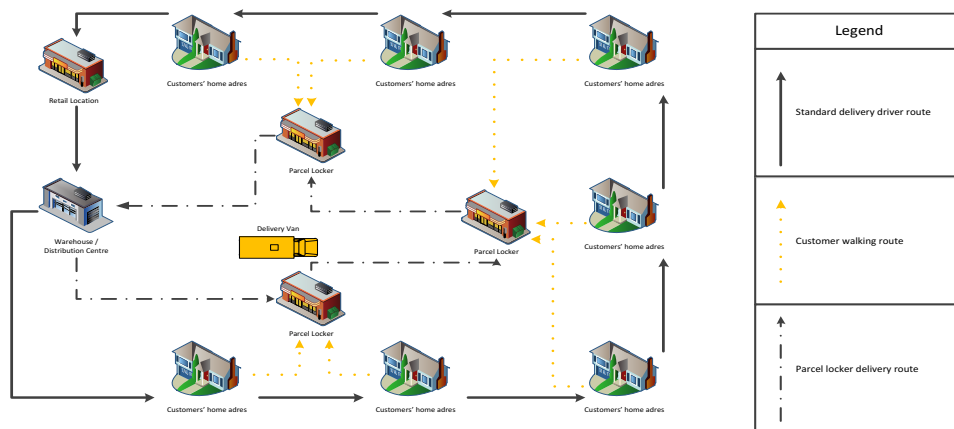 Legend
Customers' home adres
Customers' home adres
Customers' home adres
Retail Location
Standard delivery driver route
Parcel Locker
Delivery Van
Warehouse /
Distribution Centre
Parcel Locker
Customers' home adres
Customer walking route
Parcel Locker
Parcel locker delivery route
Customers' home adres
Customers' home adres
Customers' home adres